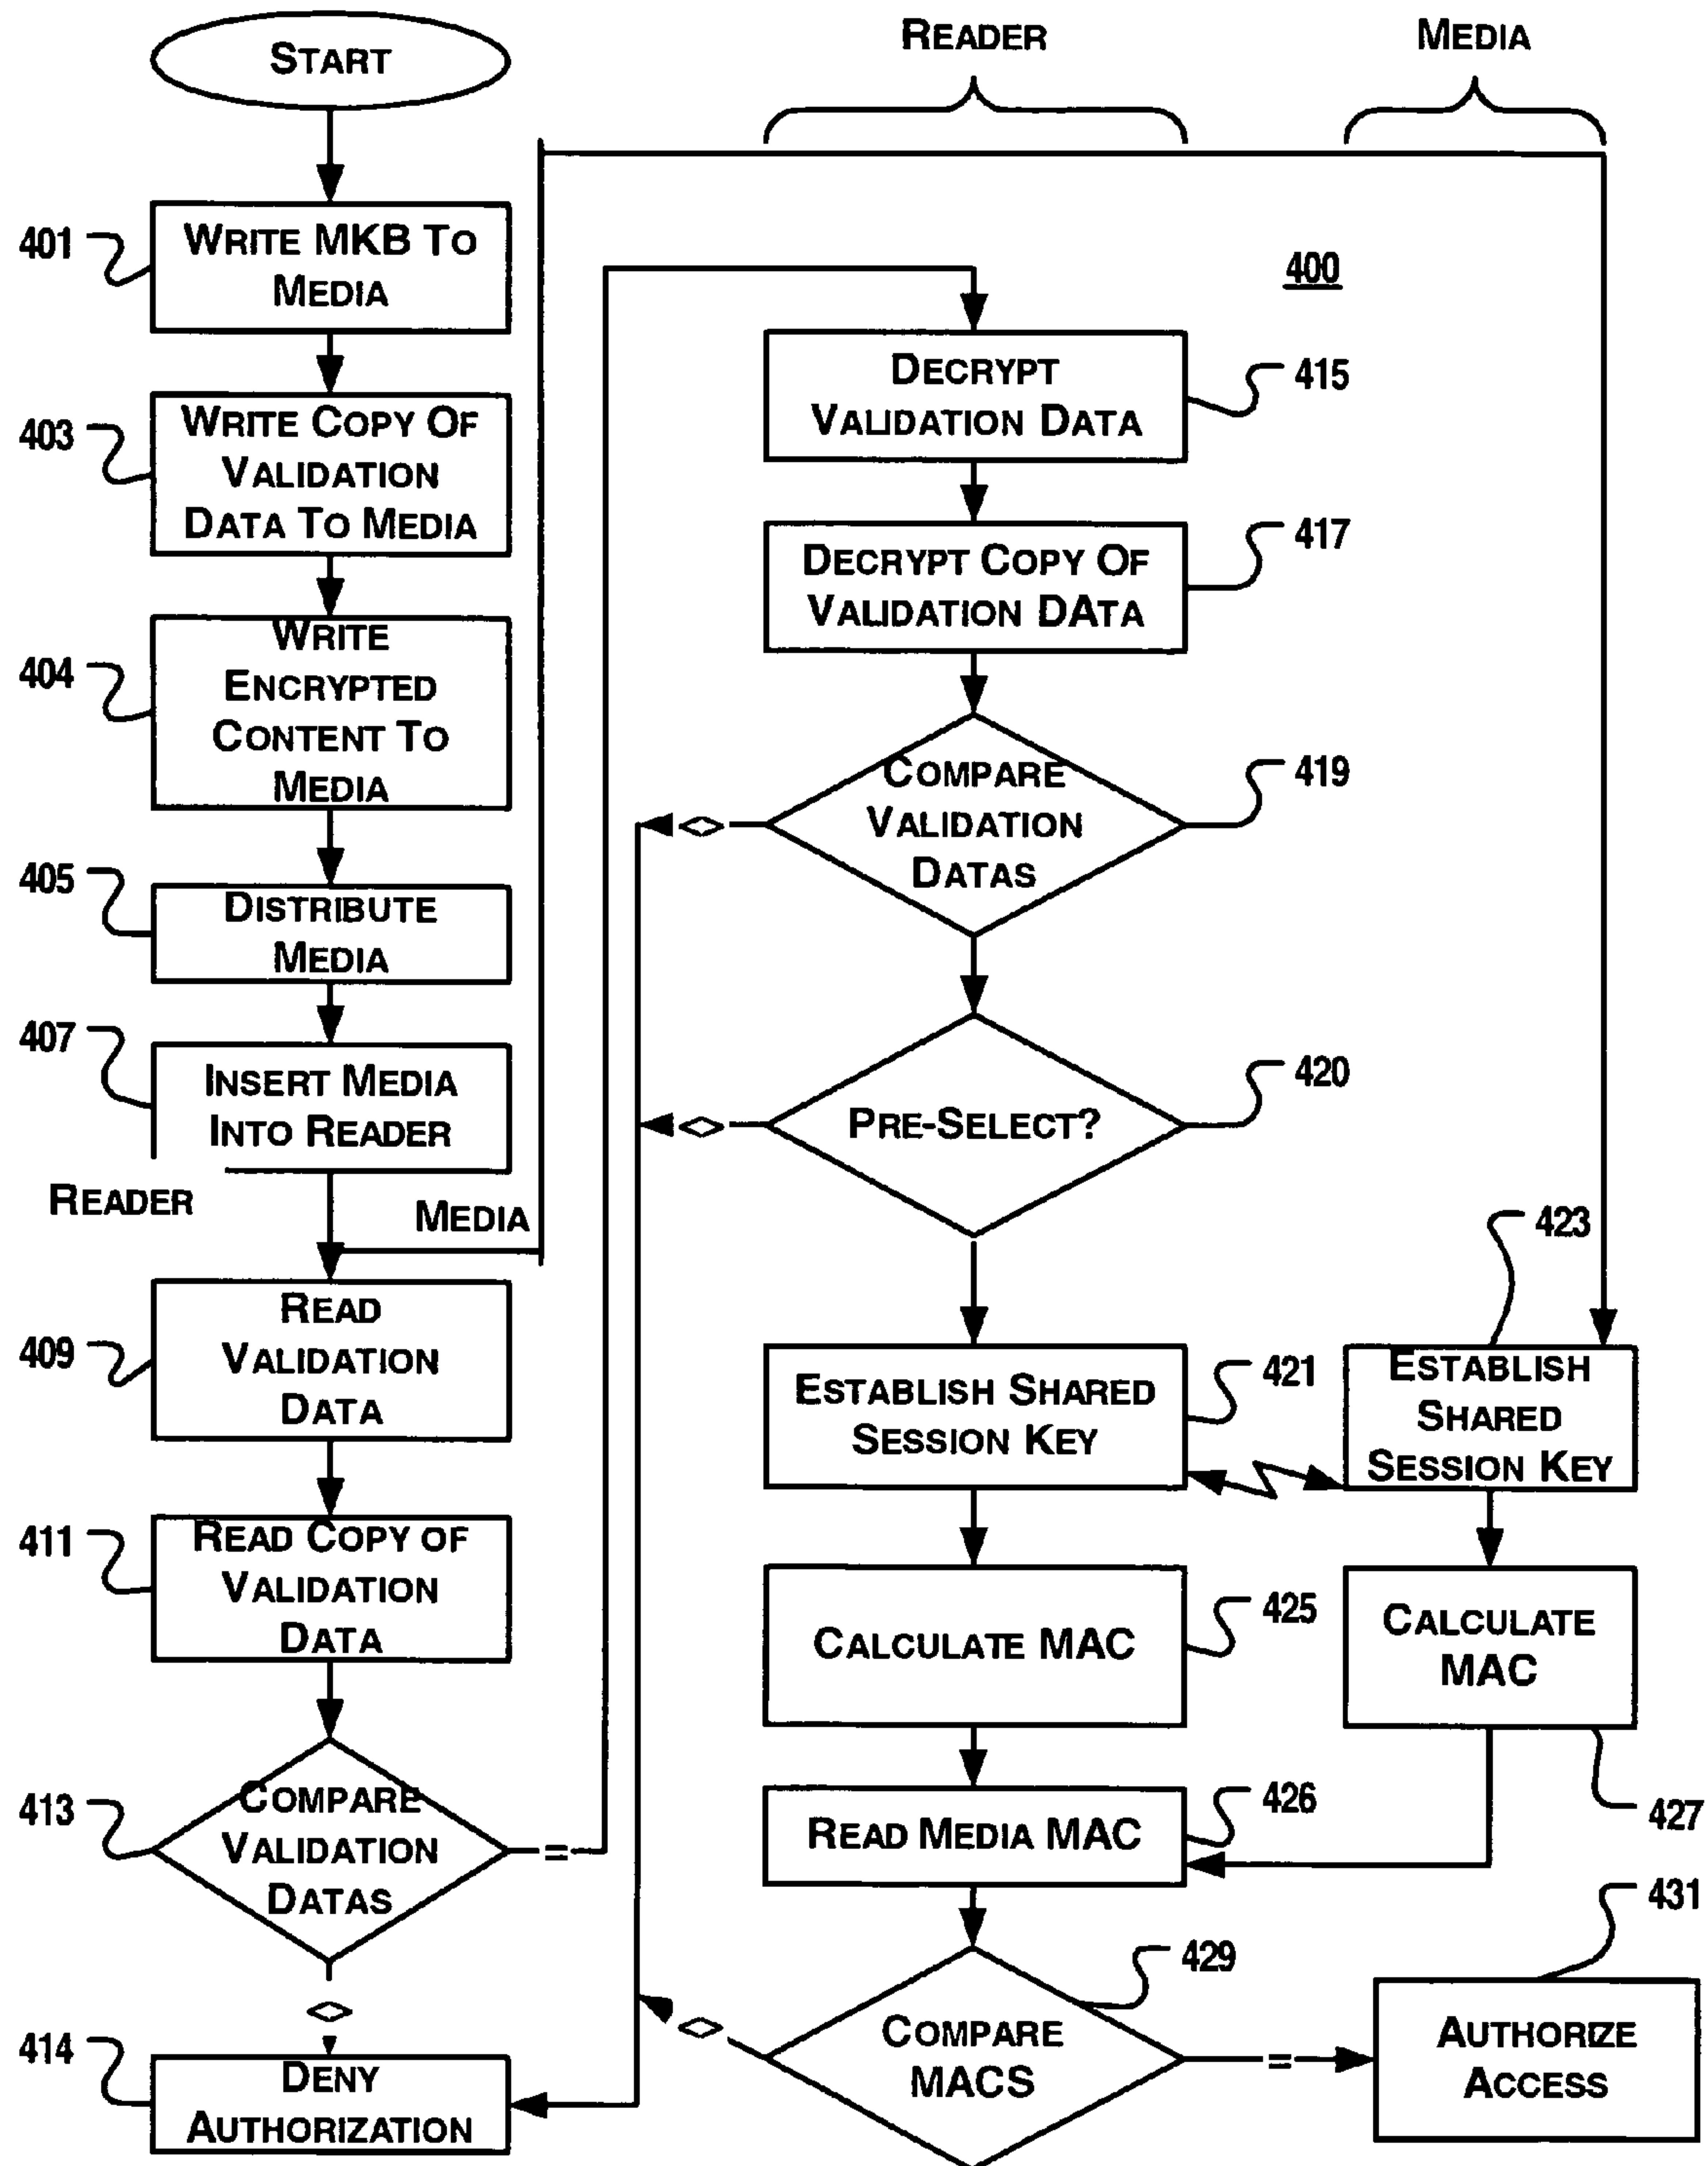 START
401
WRITE MKB TO
MEDIA
403
WRITE COPY OF
VALIDATION
DATA TO MEDIA
404
WRITE
ENCRYPTED
CONTENT TO
MEDIA
405
DISTRIBUTE
MEDIA
407
INSERT MEDIA
INTO READER
READER
MEDIA
409
READ
VALIDATION
DATA
411
READ COPY OF
VALIDATION
DATA
413
COMPARE
VALIDATION
DATAS
=
<>
414
DENY
AUTHORIZATION
READER
MEDIA
400
DECRYPT
VALIDATION DATA
415
DECRYPT COPY OF
VALIDATION DATA
417
COMPARE
VALIDATION
DATAS
419
<>
PRE-SELECT?
420
<>
ESTABLISH SHARED
SESSION KEY
421
423
ESTABLISH
SHARED
SESSION KEY
CALCULATE MAC
425
CALCULATE
MAC
427
READ MEDIA MAC
426
COMPARE
MACS
429
<>
=
431
AUTHORIZE
ACCESS